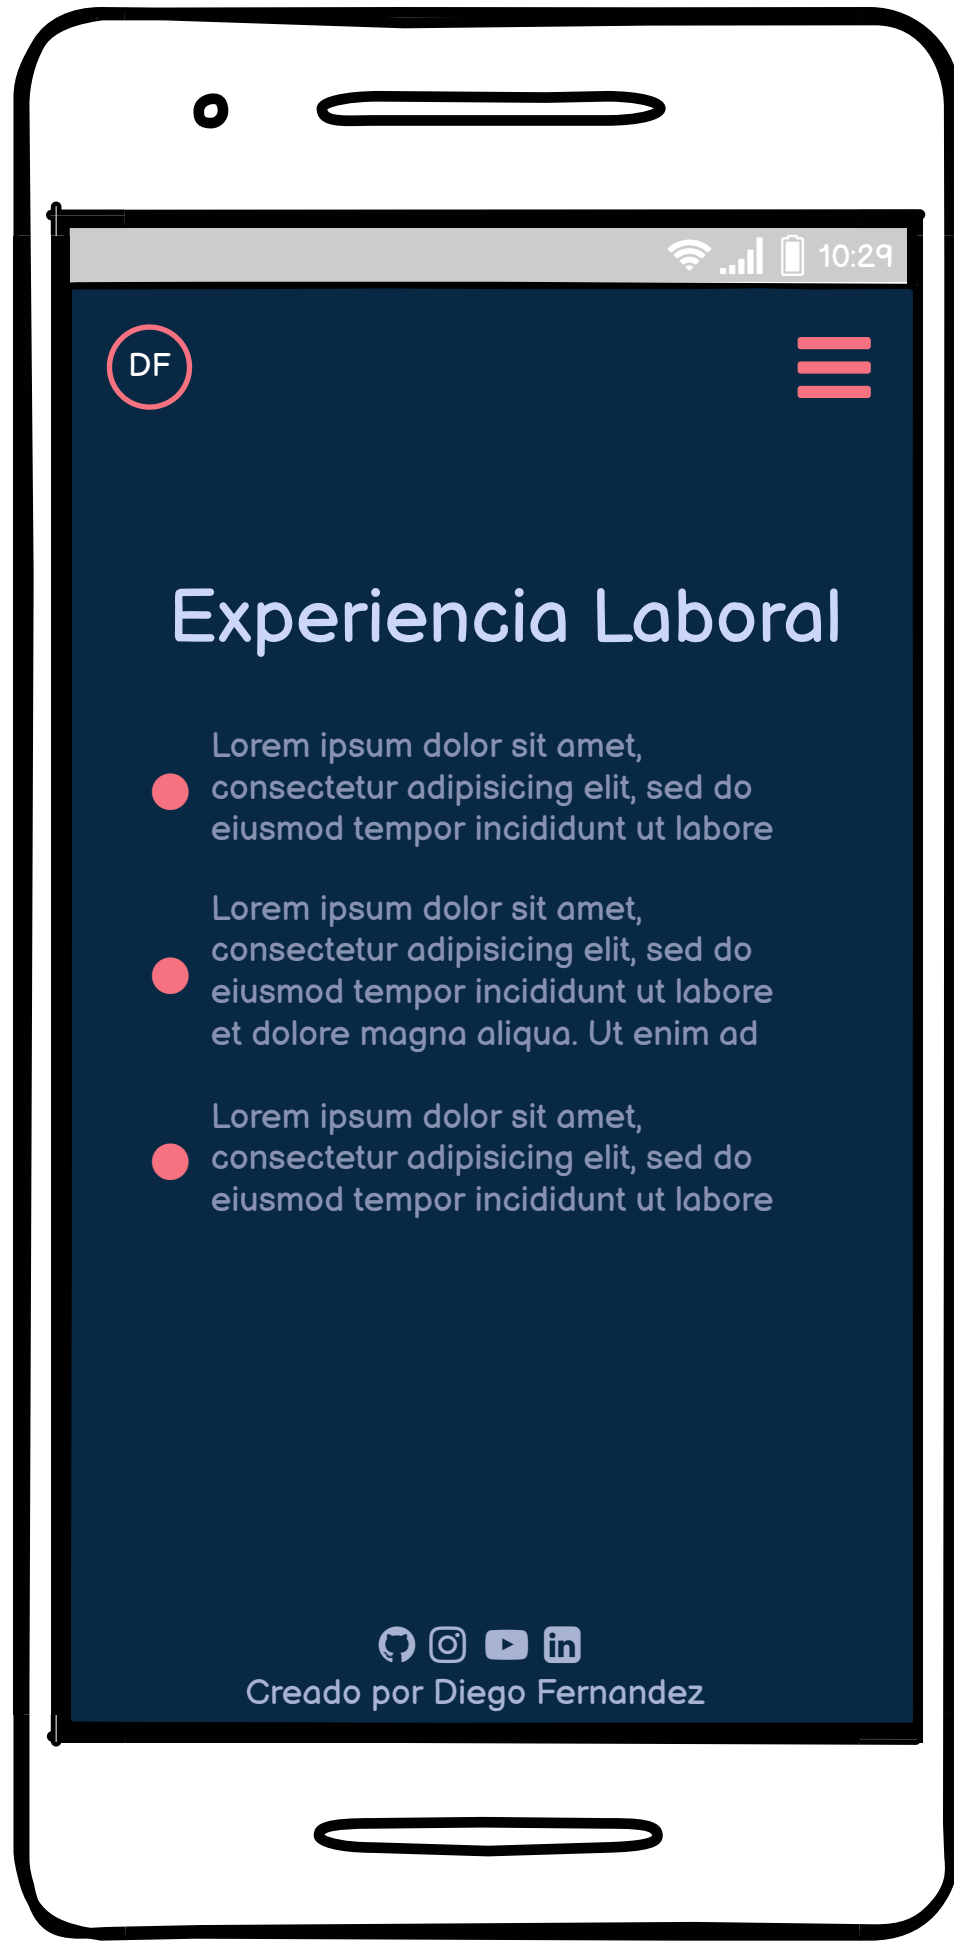 10:29
DF
Experiencia Laboral
Lorem ipsum dolor sit amet,
consectetur adipisicing elit, sed do
eiusmod tempor incididunt ut labore
Lorem ipsum dolor sit amet,
consectetur adipisicing elit, sed do
eiusmod tempor incididunt ut labore
et dolore magna aliqua. Ut enim ad
Lorem ipsum dolor sit amet,
consectetur adipisicing elit, sed do
eiusmod tempor incididunt ut labore
in
Creado por Diego Fernandez